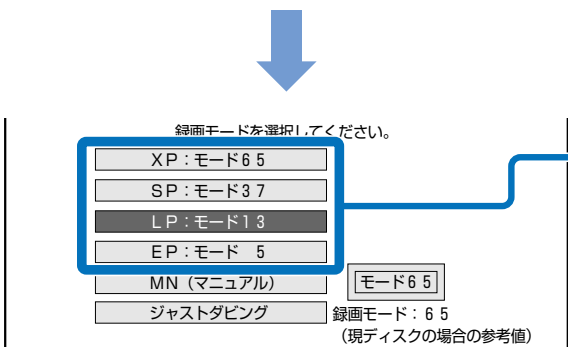 録画モードを選択してください。
ＸＰ：モード６５
ＳＰ：モード３７
ＬＰ：モード１３
ＥＰ：モード　５
ＭＮ（マニュアル）
モード６５
ジャストダビング
録画モード：６５
（現ディスクの場合の参考値）